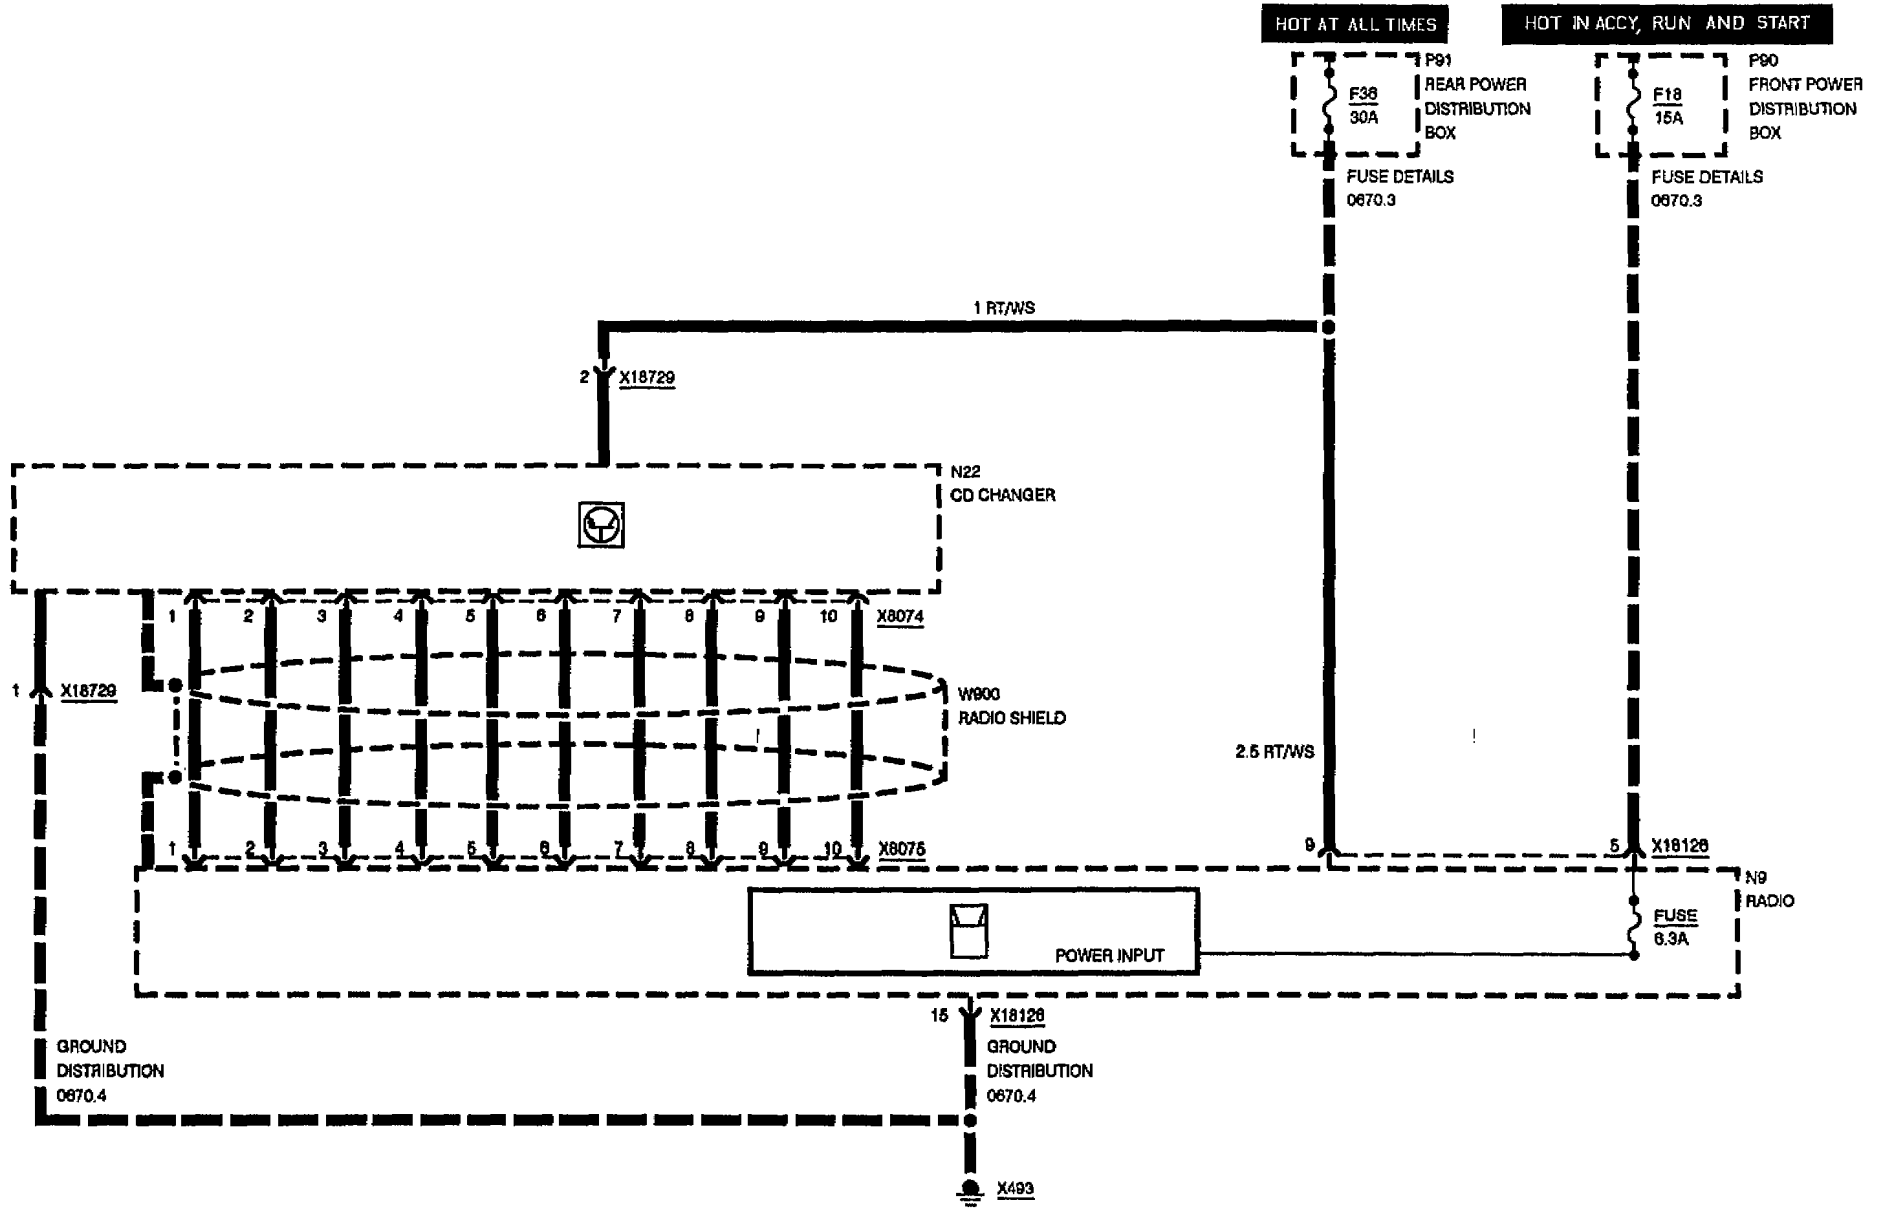 HOT AT ALL TIMES
HOT IN ACCY, RUN AND START
P91
REAR POWER
DISTRIBUTION
BOX
F36
30A
P90
FRONT POWER
DISTRIBUTION
BOX
F18
15A
FUSE DETAILS
0670.3
FUSE DETAILS
0670.3
1 RT/WS
2 X18729
N22
CD CHANGER
1 2 3 4 5 6 7 8 9 10 X8074
1 X18729
W900
RADIO SHIELD
2.5 RT/WS
1 2 3 4 5 6 7 8 9 10 X8075
9 5 X18126
N9
RADIO
FUSE
6.3A
POWER INPUT
15 X18126
GROUND
DISTRIBUTION
0670.4
GROUND
DISTRIBUTION
0670.4
X493